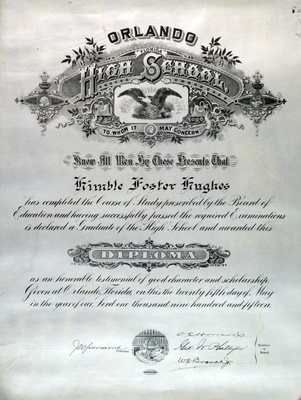 ORLANDO
FLORIDA
HIGH SCHOOL
TO WHOM IT MAY CONCERN
Know All Men By These Presents That
Kimble Foster Hughes
has completed the Course of Study prescribed by the Board of
Education and having successfully passed the required Examinations
is declared a Graduate of the High School and awarded this
DIPLOMA
as an honorable testimonial of good character and scholarship.
Given at Orlando, Florida, on this the twenty fifth day of May
in the year of our Lord one thousand nine hundred and fifteen.
Principal